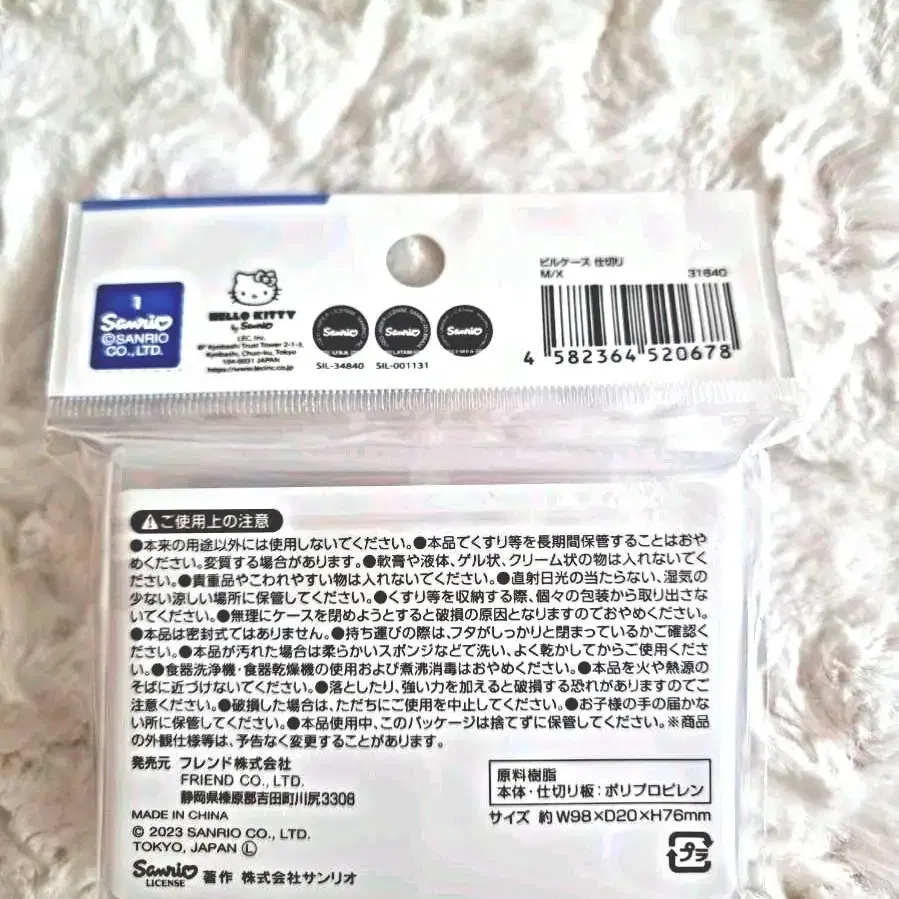 1
Sanrio
©SANRIO
CO., LTD.
HELLO KITTY
by Sanrio
LEC, Inc.
8F Kyobashi Trust Tower 2-1-3,
Kyobashi, Chuo-ku, Tokyo
104-0031 JAPAN
https://www.lecinc.co.jp
Sanrio
SIL-34840
Sanrio
LATAM
SIL-001131
Sanrio
ピルケース 仕切り
M/X 31640
4 582364 520678
ご使用上の注意
●本来の用途以外には使用しないでください。●本品でくすり等を長期間保管することはおや
めください。変質する場合があります。●軟膏や液体、ゲル状、クリーム状の物は入れないでく
ださい。●貴重品やこわれやすい物は入れないでください。●直射日光の当たらない、湿気の
少ない涼しい場所に保管してください。●くすり等を収納する際、個々の包装から取り出さな
いでください。●無理にケースを閉めようとすると破損の原因となりますのでおやめください。
●本品は密封式ではありません。●持ち運びの際は、フタがしっかりと閉まっているかご確認く
ださい。●本品が汚れた場合は柔らかいスポンジなどで洗い、よく乾かしてからご使用くださ
い。●食器洗浄機・食器乾燥機の使用および煮沸消毒はおやめください。●本品を火や熱源の
そばに近づけないでください。●落としたり、強い力を加えると破損する恐れがありますのでご
注意ください。●破損した場合は、ただちにご使用を中止してください。●お子様の手の届かな
い所に保管してください。●本品使用中、このパッケージは捨てずに保管してください。※商品
の外観仕様等は、予告なく変更することがあります。
発売元 フレンド株式会社
FRIEND CO., LTD.
静岡県榛原郡吉田町川尻3308
MADE IN CHINA
© 2023 SANRIO CO., LTD.
TOKYO, JAPAN Ⓛ
Sanrio
LICENSE
著作 株式会社サンリオ
原料樹脂
本体・仕切り板：ポリプロピレン
サイズ 約 W98×D20×H76mm
プラ